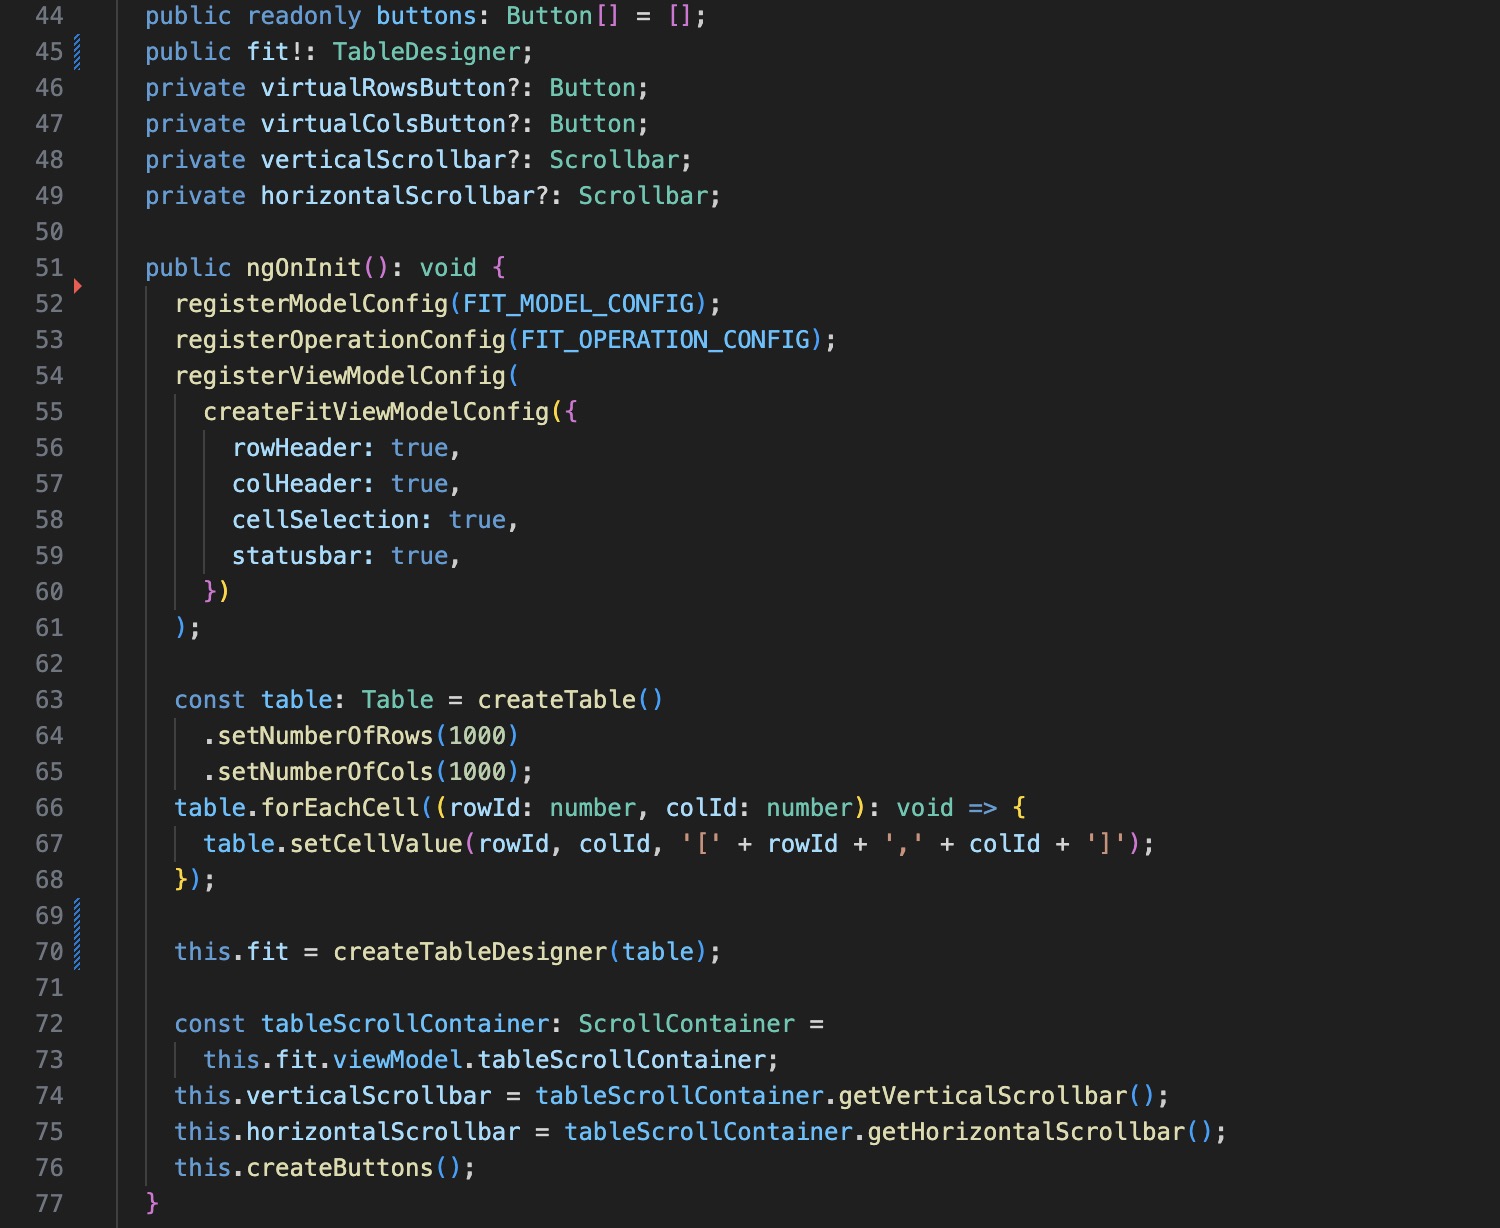 44 public readonly buttons: Button[] = [];
45 public fit!: TableDesigner;
46 private virtualRowsButton?: Button;
47 private virtualColsButton?: Button;
48 private verticalScrollbar?: Scrollbar;
49 private horizontalScrollbar?: Scrollbar;
50
51 public ngOnInit(): void {
52 registerModelConfig(FIT_MODEL_CONFIG);
53 registerOperationConfig(FIT_OPERATION_CONFIG);
54 registerViewModelConfig(
55 createFitViewModelConfig({
56 rowHeader: true,
57 colHeader: true,
58 cellSelection: true,
59 statusbar: true,
60 })
61 );
62
63 const table: Table = createTable()
64 .setNumberOfRows(1000)
65 .setNumberOfCols(1000);
66 table.forEachCell((rowId: number, colId: number): void => {
67 table.setCellValue(rowId, colId, '[' + rowId + ',' + colId + ']');
68 });
69
70 this.fit = createTableDesigner(table);
71
72 const tableScrollContainer: ScrollContainer =
73 this.fit.viewModel.tableScrollContainer;
74 this.verticalScrollbar = tableScrollContainer.getVerticalScrollbar();
75 this.horizontalScrollbar = tableScrollContainer.getHorizontalScrollbar();
76 this.createButtons();
77 }